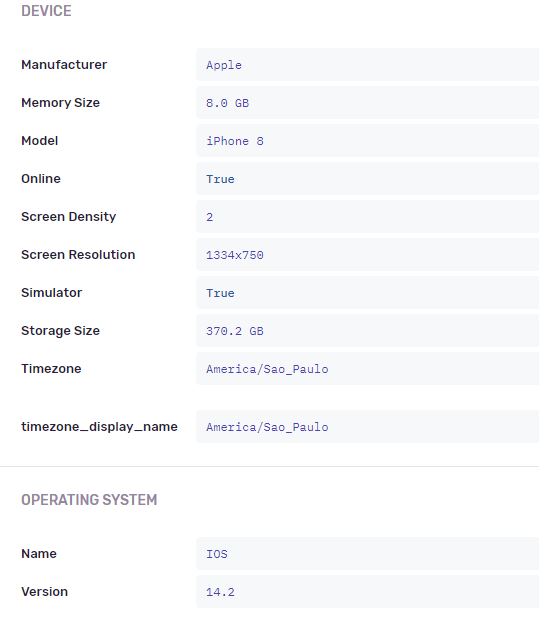 DEVICE
Manufacturer Apple
Memory Size 8.0 GB
Model iPhone 8
Online True
Screen Density 2
Screen Resolution 1334x750
Simulator True
Storage Size 370.2 GB
Timezone America/Sao_Paulo
timezone_display_name America/Sao_Paulo
OPERATING SYSTEM
Name IOS
Version 14.2